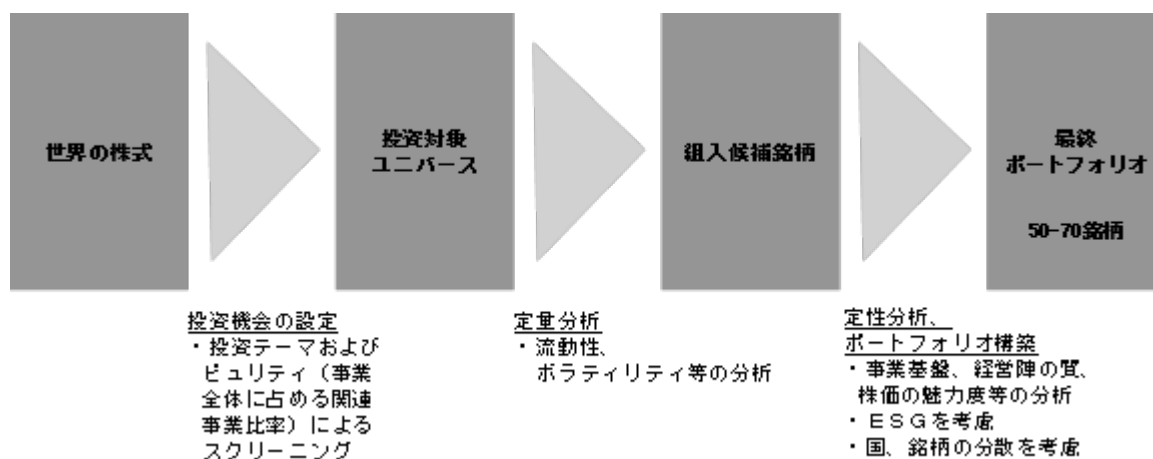 世界の株式
投資対象
ユニバース
組入候補銘柄
最終
ポートフォリオ
50-70銘柄
投資機会の設定
・投資テーマおよび
ピュリティ（事業
全体に占める関連
事業比率）による
スクリーニング
定量分析
・流動性、
ボラティリティ等の分析
定性分析、
ポートフォリオ構築
・事業基盤、経営陣の質、
株価の魅力度等の分析
・ＥＳＧを考慮
・国、銘柄の分散を考慮